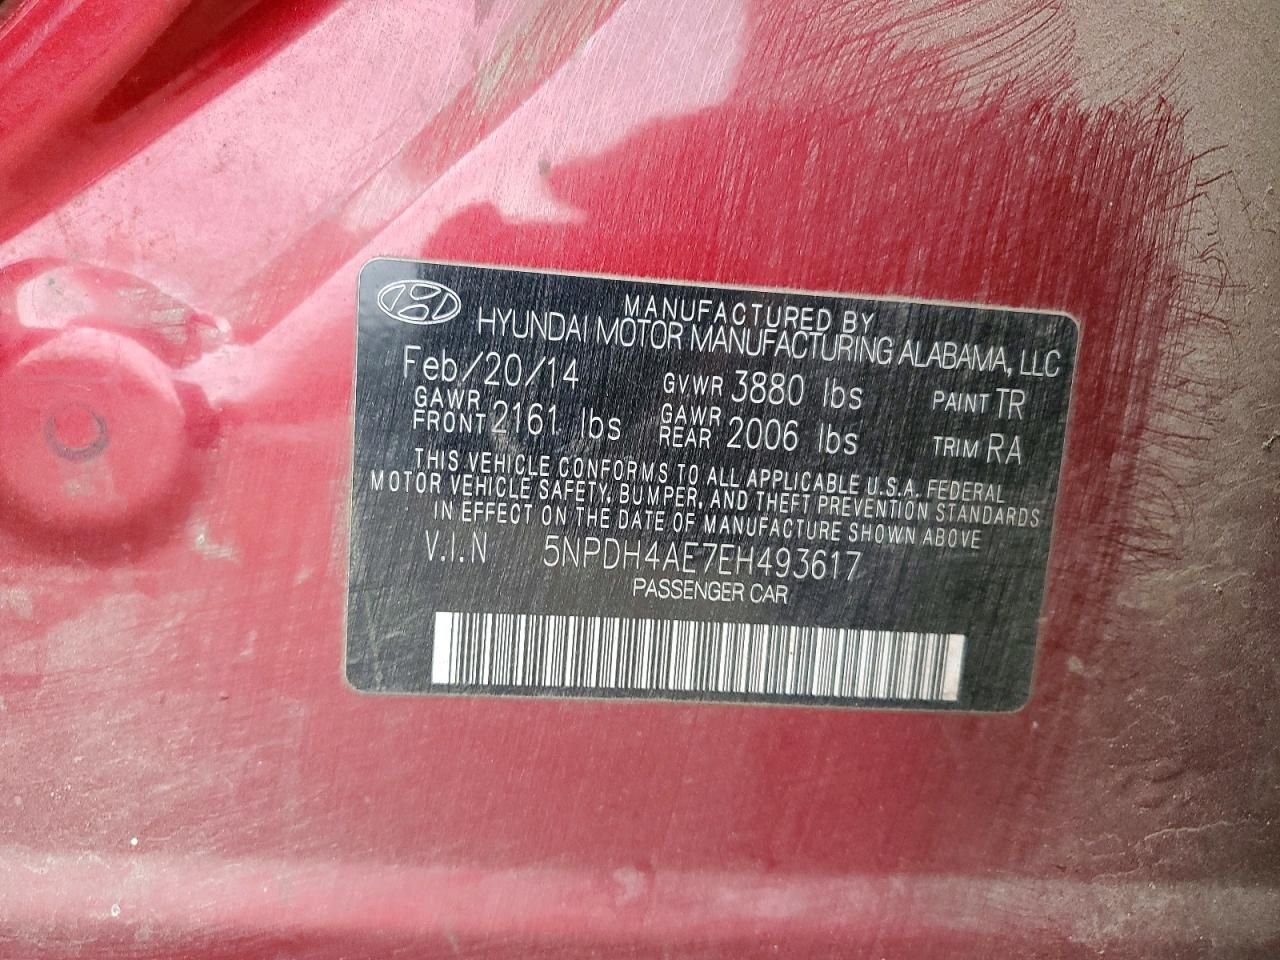 MANUFACTURED BY
HYUNDAI MOTOR MANUFACTURING ALABAMA, LLC
Feb/20/14 GVWR 3880 lbs PAINT TR
GAWR FRONT 2161 lbs GAWR REAR 2006 lbs TRIM RA
THIS VEHICLE CONFORMS TO ALL APPLICABLE U.S.A. FEDERAL
MOTOR VEHICLE SAFETY, BUMPER, AND THEFT PREVENTION STANDARDS
IN EFFECT ON THE DATE OF MANUFACTURE SHOWN ABOVE
V.I.N 5NPDH4AE7EH493617
PASSENGER CAR